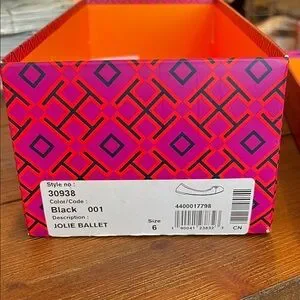 Style no :
30938
Color/Code :
Black 001
Description :
JOLIE BALLET
Size
6
4400017798
CN